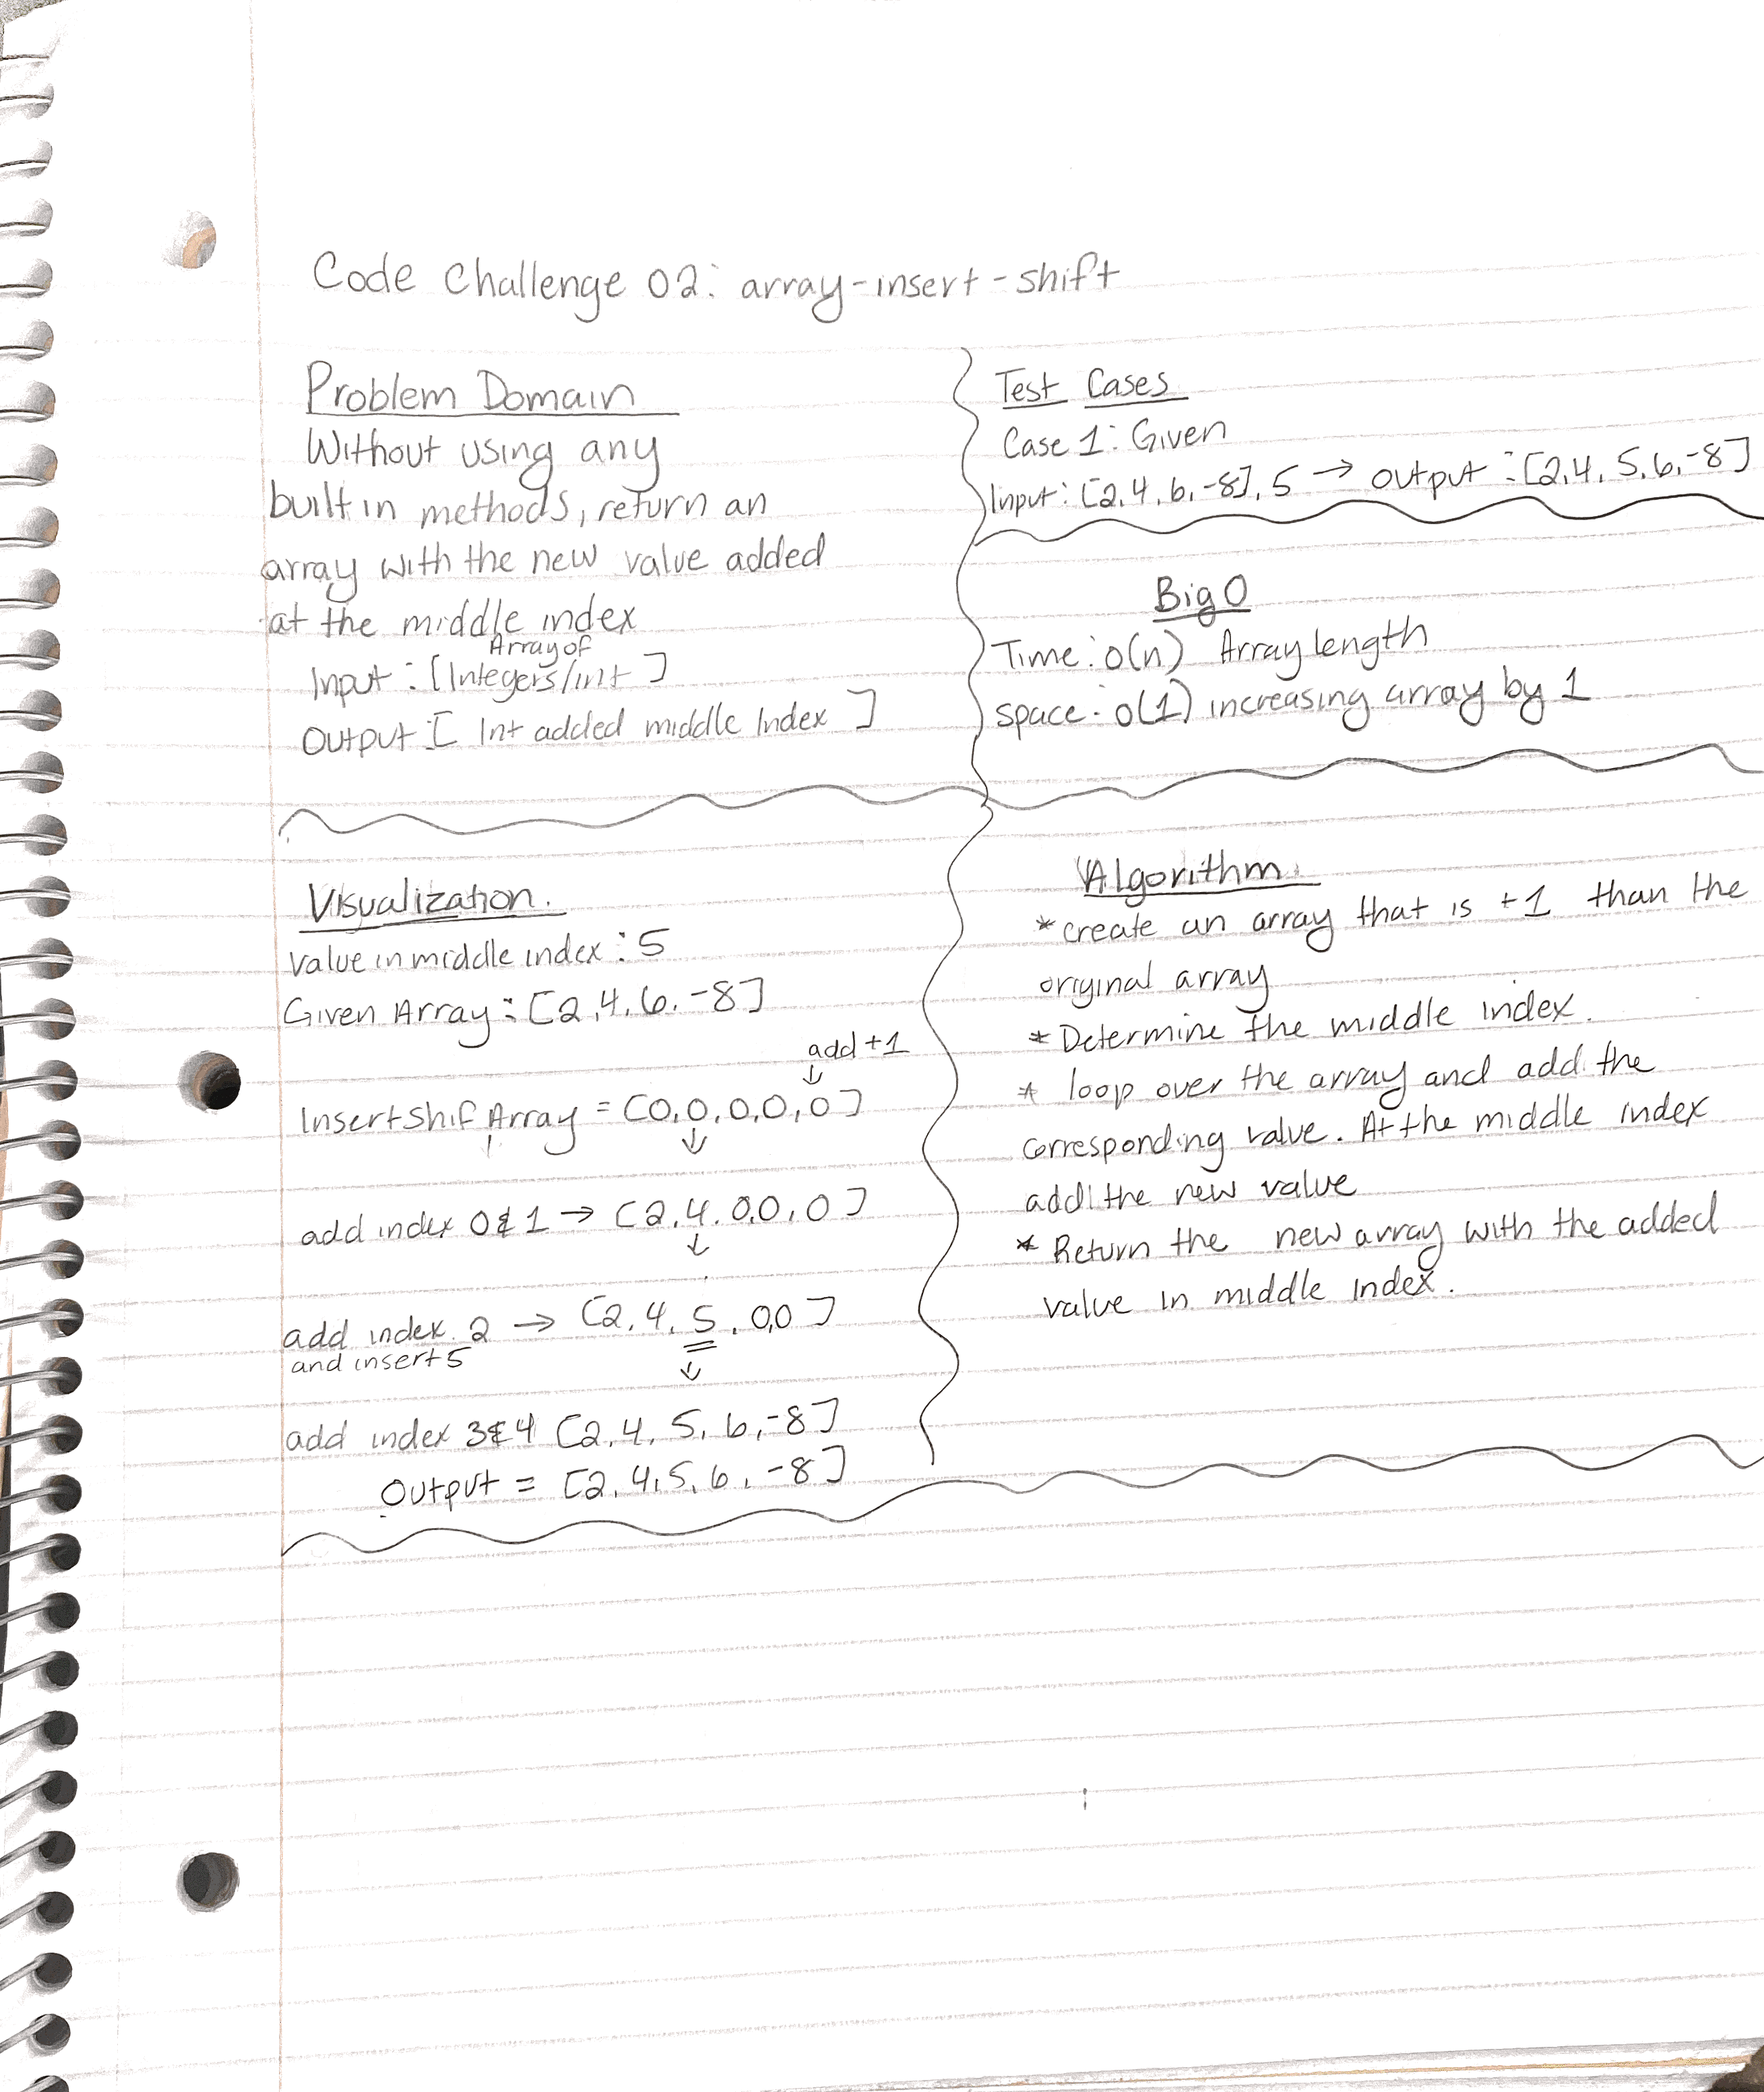 Code Challenge 02: array-insert-shift
Problem Domain
Without using any
built in methods, return an
array with the new value added
at the middle index
Array of
Input: [Integers/int]
Output: [Int added middle Index]
Test Cases
Case 1: Given
Input: [2,4,6,-8], 5 → output: [2,4,5,6,-8]
Big O
Time: O(n) Array length
space: O(1) increasing array by 1
Visualization.
Value in middle index: 5
Given Array: [2,4,6,-8]
add +1
↓
InsertShif Array = [0,0,0,0,0]
↓
add index 0 & 1 → [2,4,0,0,0]
↓
add index 2 → [2,4,5,0,0]
and insert 5
↓
add index 3 & 4 [2,4,5,6,-8]
Output = [2,4,5,6,-8]
Algorithm
* create an array that is +1 than the
original array
* Determine the middle index.
* loop over the array and add the
corresponding value. At the middle index
add the new value
* Return the new array with the added
value in middle index.